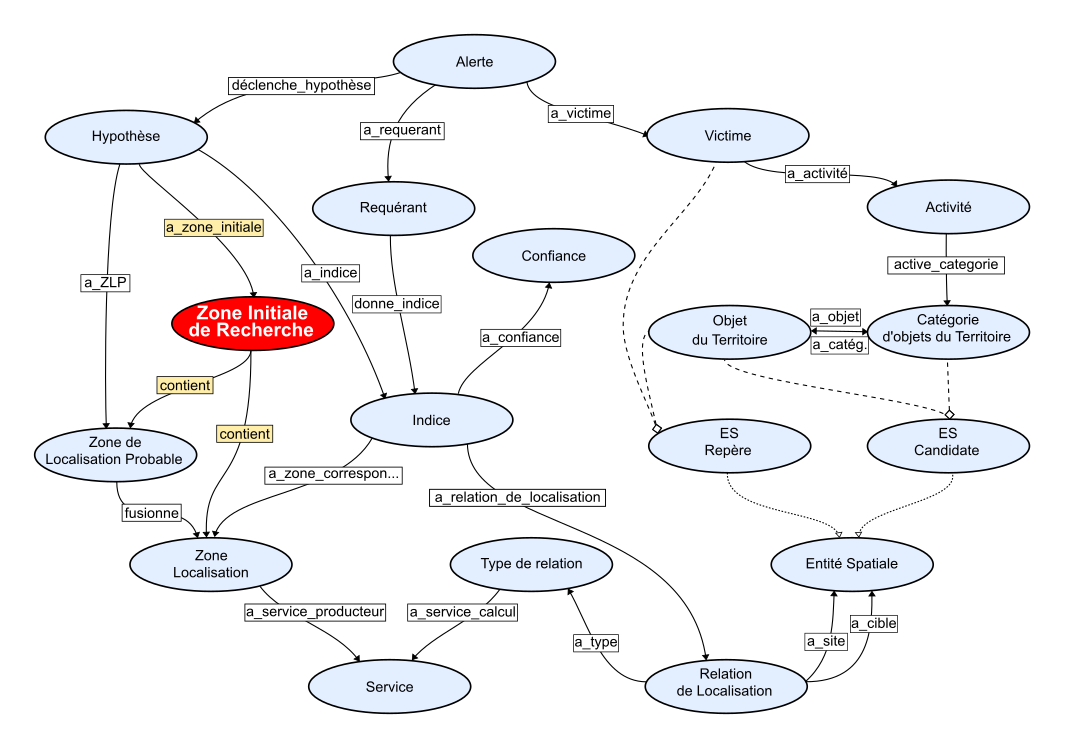 Alerte
déclenche_hypothèse
a_victime
a_requerant
Hypothèse
Victime
a_activité
Requérant
Activité
a_zone_initiale
Confiance
active_categorie
a_indice
a_ZLP
donne_indice
Zone Initiale
de Recherche
a_objet
Objet
du Territoire
Catégorie
d'objets du Territoire
a_catég.
a_confiance
contient
Indice
contient
Zone de
Localisation Probable
ES
Repère
ES
Candidate
a_zone_correspon...
a_relation_de_localisation
fusionne
Zone
Localisation
Type de relation
Entité Spatiale
a_service_producteur
a_service_calcul
a_cible
a_type
a_site
Service
Relation
de Localisation